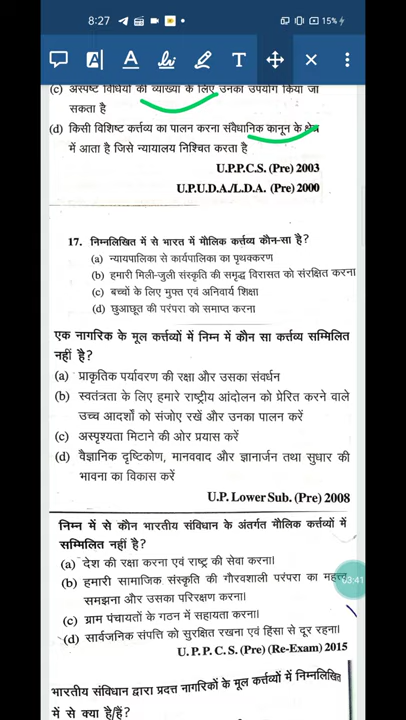 8:27
15%
(c) अस्पष्ट विधियों की व्याख्या के लिए उनका उपयोग किया जा
सकता है
(d) किसी विशिष्ट कर्त्तव्य का पालन करना संवैधानिक कानून के क्षेत्र
में आता है जिसे न्यायालय निश्चित करता है
U.P.P.C.S. (Pre) 2003
U.P.U.D.A./L.D.A. (Pre) 2000
17. निम्नलिखित में से भारत में मौलिक कर्त्तव्य कौन-सा है?
(a) न्यायपालिका से कार्यपालिका का पृथक्करण
(b) हमारी मिली-जुली संस्कृति की समृद्ध विरासत को संरक्षित करना
(c) बच्चों के लिए मुफ्त एवं अनिवार्य शिक्षा
(d) छुआछूत की परंपरा को समाप्त करना
एक नागरिक के मूल कर्त्तव्यों में निम्न में कौन सा कर्त्तव्य सम्मिलित
नहीं है?
(a) प्राकृतिक पर्यावरण की रक्षा और उसका संवर्धन
(b) स्वतंत्रता के लिए हमारे राष्ट्रीय आंदोलन को प्रेरित करने वाले
उच्च आदर्शों को संजोए रखें और उनका पालन करें
(c) अस्पृश्यता मिटाने की ओर प्रयास करें
(d) वैज्ञानिक दृष्टिकोण, मानववाद और ज्ञानार्जन तथा सुधार की
भावना का विकास करें
U.P. Lower Sub. (Pre) 2008
निम्न में से कौन भारतीय संविधान के अंतर्गत मौलिक कर्त्तव्यों में
सम्मिलित नहीं है?
(a) देश की रक्षा करना एवं राष्ट्र की सेवा करना।
(b) हमारी सामाजिक संस्कृति की गौरवशाली परंपरा का महत्त्व
03:41
समझना और उसका परिरक्षण करना।
(c) ग्राम पंचायतों के गठन में सहायता करना।
(d) सार्वजनिक संपत्ति को सुरक्षित रखना एवं हिंसा से दूर रहना।
U. P. P. C. S. (Pre) (Re-Exam) 2015
भारतीय संविधान द्वारा प्रदत्त नागरिकों के मूल कर्त्तव्यों में निम्नलिखित
में से क्या है/हैं?